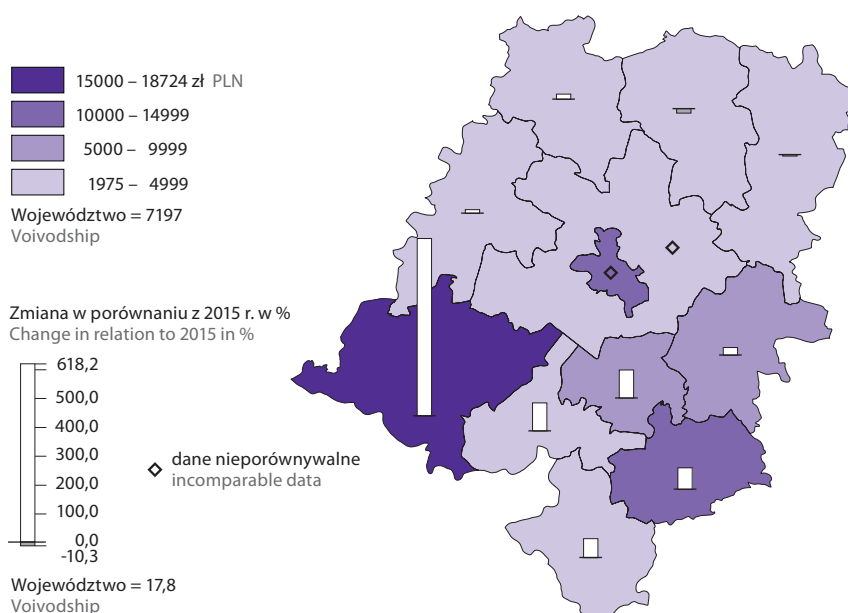 15000 – 18724 zł PLN
10000 – 14999
5000 – 9999
1975 – 4999
Województwo = 7197
Voivodship
Zmiana w porównaniu z 2015 r. w %
Change in relation to 2015 in %
618,2
500,0
400,0
300,0
200,0
100,0
0,0
-10,3
dane nieporównywalne
incomparable data
Województwo = 17,8
Voivodship